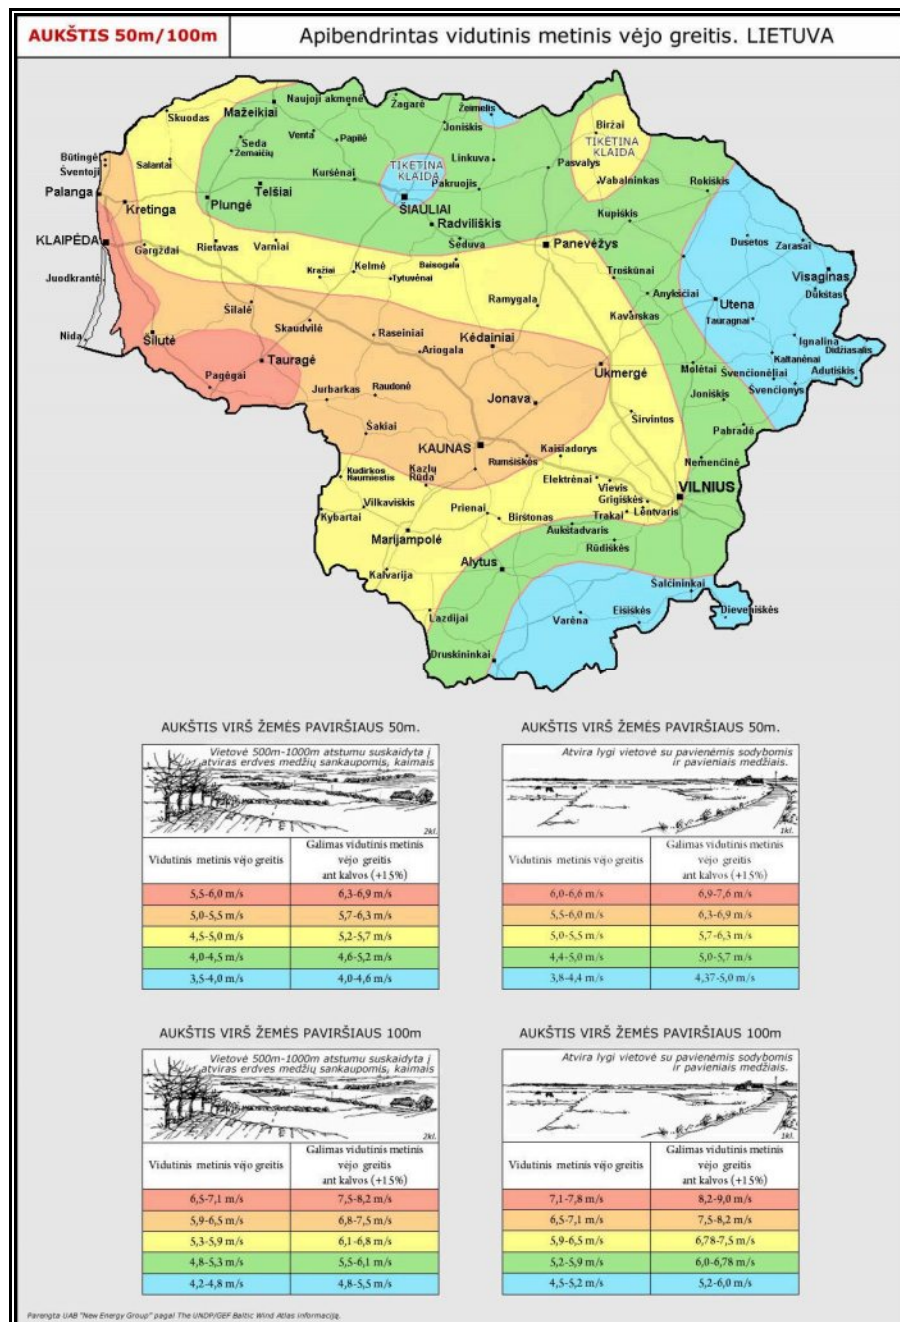 AUKŠTIS 50m/100m
Apibendrintas vidutinis metinis vėjo greitis. LIETUVA
Naujoji akmenė
Žagarė
Žeimelis
Skuodas
Mažeikiai
Joniškis
Biržai
Šeda
Venta
Papilė
TIKĖTINA
KLAIDA
Būtingė
Šventoji
Salantai
Žemaičių
Linkuva
TIKĖTINA
KLAIDA
Pasvalys
Kuršėnai
Pakruojis
Vabalninkas
Rokiškis
Palanga
Telšiai
Plungė
Kretinga
ŠIAULIAI
Radviliškis
Kupiškis
KLAIPĖDA
Gargždai
Rietavas
Varniai
Šeduva
Panevėžys
Dusetos
Zarasai
Juodkrantė
Kražiai
Kelmė
Baisogala
Tytuvėnai
Troškūnai
Visaginas
Dūkštas
Anykščiai
Utena
Ramygala
Kavarskas
Tauragnai
Nida
Šilutė
Šilalė
Skaudvilė
Raseiniai
Kėdainiai
Ignalina
Didžiasalis
Ariogala
Kaltanėnai
Tauragė
Ukmergė
Molėtai
Švenčionėliai
Adutiškis
Pagėgai
Jurbarkas
Raudonė
Jonava
Joniškis
Švenčionys
Širvintos
Šakiai
Pabradė
KAUNAS
Kaišiadorys
Rumšiškės
Nemenčinė
Kudirkos
Naumiestis
Kazlų
Rūda
Elektrėnai
Vievis
Grigiškės
VILNIUS
Vilkaviškis
Kybartai
Prienai
Birštonas
Trakai
Lentvaris
Marijampolė
Aukštadvaris
Rūdiškės
Kalvarija
Alytus
Šalčininkai
Lazdijai
Varėna
Eišiškės
Dieveniškės
Druskininkai
AUKŠTIS VIRŠ ŽEMĖS PAVIRŠIAUS 50m.
Vietovė 500m-1000m atstumu suskaidyta į
atviras erdves medžių sankaupomis, kaimais
2kl.
Vidutinis metinis vėjo greitis
Galimas vidutinis metinis
vėjo greitis
ant kalvos (+15%)
5,5-6,0 m/s 6,3-6,9 m/s
5,0-5,5 m/s 5,7-6,3 m/s
4,5-5,0 m/s 5,2-5,7 m/s
4,0-4,5 m/s 4,6-5,2 m/s
3,5-4,0 m/s 4,0-4,6 m/s
AUKŠTIS VIRŠ ŽEMĖS PAVIRŠIAUS 50m.
Atvira lygi vietovė su pavienėmis sodybomis
ir pavieniais medžiais.
1kl.
Vidutinis metinis vėjo greitis
Galimas vidutinis metinis
vėjo greitis
ant kalvos (+15%)
6,0-6,6 m/s 6,9-7,6 m/s
5,5-6,0 m/s 6,3-6,9 m/s
5,0-5,5 m/s 5,7-6,3 m/s
4,4-5,0 m/s 5,0-5,7 m/s
3,8-4,4 m/s 4,37-5,0 m/s
AUKŠTIS VIRŠ ŽEMĖS PAVIRŠIAUS 100m
Vietovė 500m-1000m atstumu suskaidyta į
atviras erdves medžių sankaupomis, kaimais
2kl.
Vidutinis metinis vėjo greitis
Galimas vidutinis metinis
vėjo greitis
ant kalvos (+15%)
6,5-7,1 m/s 7,5-8,2 m/s
5,9-6,5 m/s 6,8-7,5 m/s
5,3-5,9 m/s 6,1-6,8 m/s
4,8-5,3 m/s 5,5-6,1 m/s
4,2-4,8 m/s 4,8-5,5 m/s
AUKŠTIS VIRŠ ŽEMĖS PAVIRŠIAUS 100m
Atvira lygi vietovė su pavienėmis sodybomis
ir pavieniais medžiais.
1kl.
Vidutinis metinis vėjo greitis
Galimas vidutinis metinis
vėjo greitis
ant kalvos (+15%)
7,1-7,8 m/s 8,2-9,0 m/s
6,5-7,1 m/s 7,5-8,2 m/s
5,9-6,5 m/s 6,78-7,5 m/s
5,2-5,9 m/s 6,0-6,78 m/s
4,5-5,2 m/s 5,2-6,0 m/s
Parengta UAB "New Energy Group" pagal The UNDP/GEF Baltic Wind Atlas informaciją.